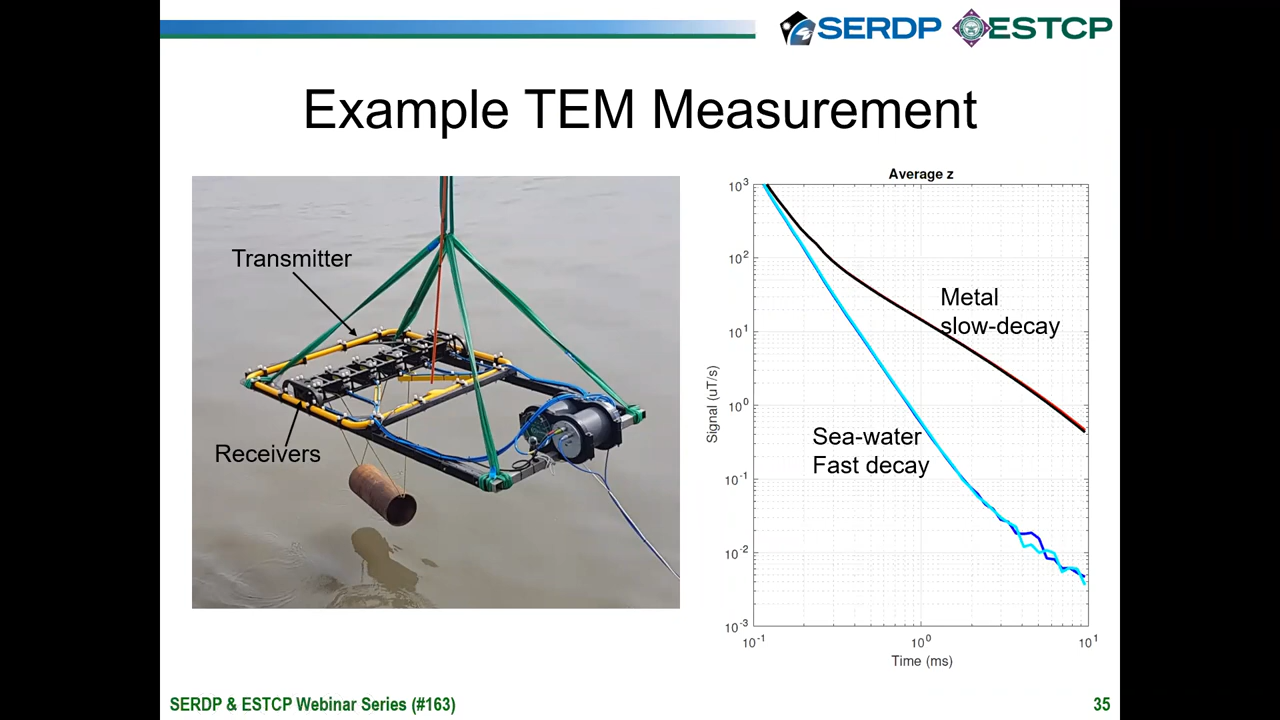 SERDP ESTCP
Example TEM Measurement
Transmitter
Receivers
Average z
10^3
10^2
10^1
10^0
10^-1
10^-2
10^-3
Signal (uT/s)
Metal
slow-decay
Sea-water
Fast decay
10^-1 10^0 10^1
Time (ms)
SERDP & ESTCP Webinar Series (#163) 35